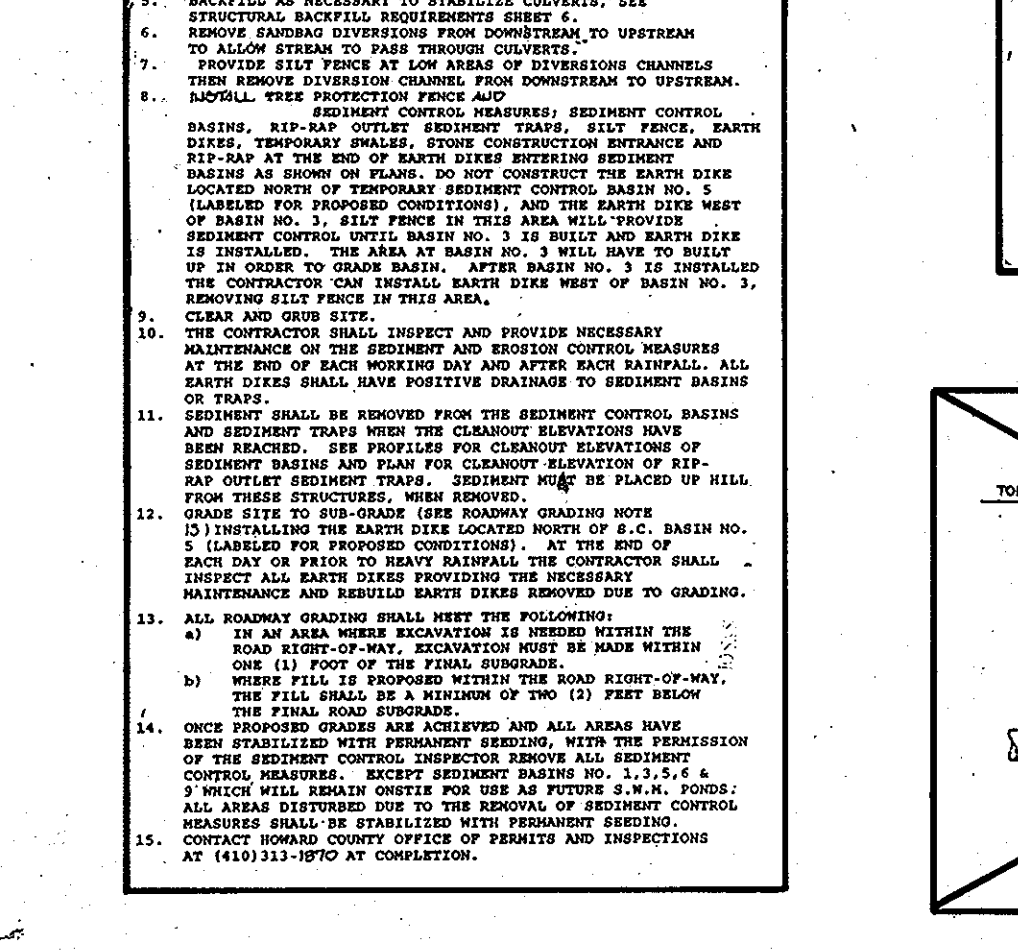 5. BACKFILL AS NECESSARY TO STABILIZE CULVERTS, SEE
STRUCTURAL BACKFILL REQUIREMENTS SHEET 6.
6. REMOVE SANDBAG DIVERSIONS FROM DOWNSTREAM TO UPSTREAM
TO ALLOW STREAM TO PASS THROUGH CULVERTS.
7. PROVIDE SILT FENCE AT LOW AREAS OF DIVERSIONS CHANNELS
THEN REMOVE DIVERSION CHANNEL FROM DOWNSTREAM TO UPSTREAM.
8. INSTALL TREE PROTECTION FENCE AND
SEDIMENT CONTROL MEASURES; SEDIMENT CONTROL
BASINS, RIP-RAP OUTLET SEDIMENT TRAPS, SILT FENCE, EARTH
DIKES, TEMPORARY SWALES, STONE CONSTRUCTION ENTRANCE AND
RIP-RAP AT THE END OF EARTH DIKES ENTERING SEDIMENT
BASINS AS SHOWN ON PLANS. DO NOT CONSTRUCT THE EARTH DIKE
LOCATED NORTH OF TEMPORARY SEDIMENT CONTROL BASIN NO. 5
(LABELED FOR PROPOSED CONDITIONS), AND THE EARTH DIKE WEST
OF BASIN NO. 3, SILT FENCE IN THIS AREA WILL PROVIDE
SEDIMENT CONTROL UNTIL BASIN NO. 3 IS BUILT AND EARTH DIKE
IS INSTALLED. THE AREA AT BASIN NO. 3 WILL HAVE TO BUILT
UP IN ORDER TO GRADE BASIN. AFTER BASIN NO. 3 IS INSTALLED
THE CONTRACTOR CAN INSTALL EARTH DIKE WEST OF BASIN NO. 3,
REMOVING SILT FENCE IN THIS AREA.
9. CLEAR AND GRUB SITE.
10. THE CONTRACTOR SHALL INSPECT AND PROVIDE NECESSARY
MAINTENANCE ON THE SEDIMENT AND EROSION CONTROL MEASURES
AT THE END OF EACH WORKING DAY AND AFTER EACH RAINFALL. ALL
EARTH DIKES SHALL HAVE POSITIVE DRAINAGE TO SEDIMENT BASINS
OR TRAPS.
11. SEDIMENT SHALL BE REMOVED FROM THE SEDIMENT CONTROL BASINS
AND SEDIMENT TRAPS WHEN THE CLEANOUT ELEVATIONS HAVE
BEEN REACHED. SEE PROFILES FOR CLEANOUT ELEVATIONS OF
SEDIMENT BASINS AND PLAN FOR CLEANOUT ELEVATION OF RIP-
RAP OUTLET SEDIMENT TRAPS. SEDIMENT MUST BE PLACED UP HILL
FROM THESE STRUCTURES, WHEN REMOVED.
12. GRADE SITE TO SUB-GRADE (SEE ROADWAY GRADING NOTE
13) INSTALLING THE EARTH DIKE LOCATED NORTH OF S.C. BASIN NO.
5 (LABELED FOR PROPOSED CONDITIONS). AT THE END OF
EACH DAY OR PRIOR TO HEAVY RAINFALL THE CONTRACTOR SHALL
INSPECT ALL EARTH DIKES PROVIDING THE NECESSARY
MAINTENANCE AND REBUILD EARTH DIKES REMOVED DUE TO GRADING.
13. ALL ROADWAY GRADING SHALL MEET THE FOLLOWING:
a) IN AN AREA WHERE EXCAVATION IS NEEDED WITHIN THE
ROAD RIGHT-OF-WAY, EXCAVATION MUST BE MADE WITHIN
ONE (1) FOOT OF THE FINAL SUBGRADE.
b) WHERE FILL IS PROPOSED WITHIN THE ROAD RIGHT-OF-WAY,
THE FILL SHALL BE A MINIMUM OF TWO (2) FEET BELOW
THE FINAL ROAD SUBGRADE.
14. ONCE PROPOSED GRADES ARE ACHIEVED AND ALL AREAS HAVE
BEEN STABILIZED WITH PERMANENT SEEDING, WITH THE PERMISSION
OF THE SEDIMENT CONTROL INSPECTOR REMOVE ALL SEDIMENT
CONTROL MEASURES. EXCEPT SEDIMENT BASINS NO. 1,3,5,6 &
9 WHICH WILL REMAIN ONSTIE FOR USE AS FUTURE S.W.M. PONDS.
ALL AREAS DISTURBED DUE TO THE REMOVAL OF SEDIMENT CONTROL
MEASURES SHALL BE STABILIZED WITH PERMANENT SEEDING.
15. CONTACT HOWARD COUNTY OFFICE OF PERMITS AND INSPECTIONS
AT (410)313-1870 AT COMPLETION.